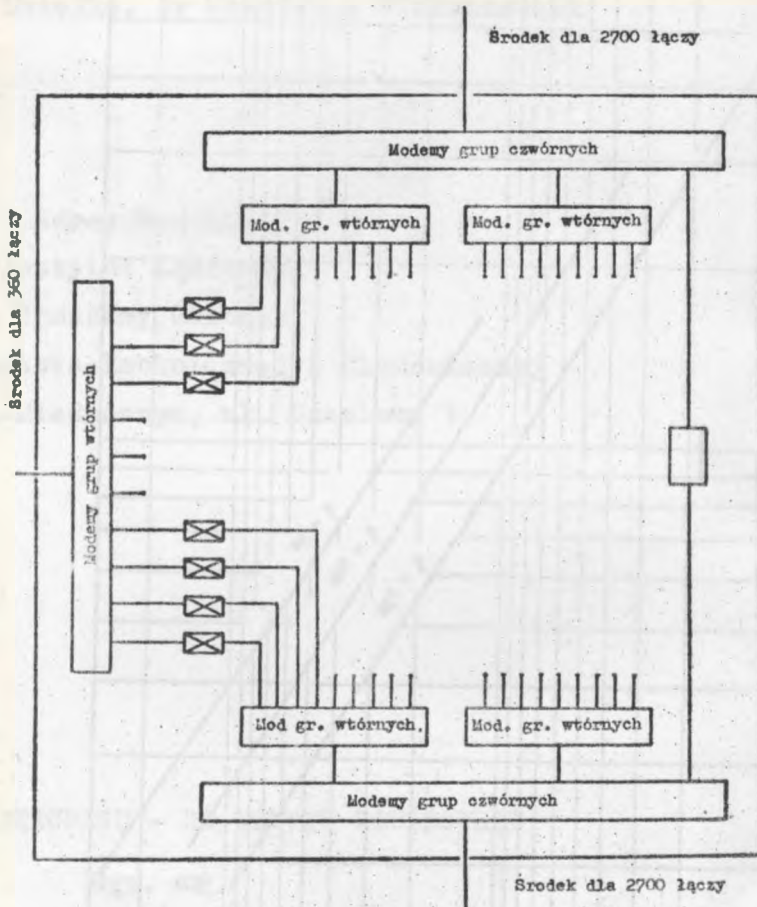 Środek dla 2700 łączy
Modemy grup czwórnych
Mod. gr. wtórnych
Mod. gr. wtórnych
Środek dla 360 łączy
Modemy grup wtórnych
Mod gr. wtórnych.
Mod. gr. wtórnych
Modemy grup czwórnych
Środek dla 2700 łączy